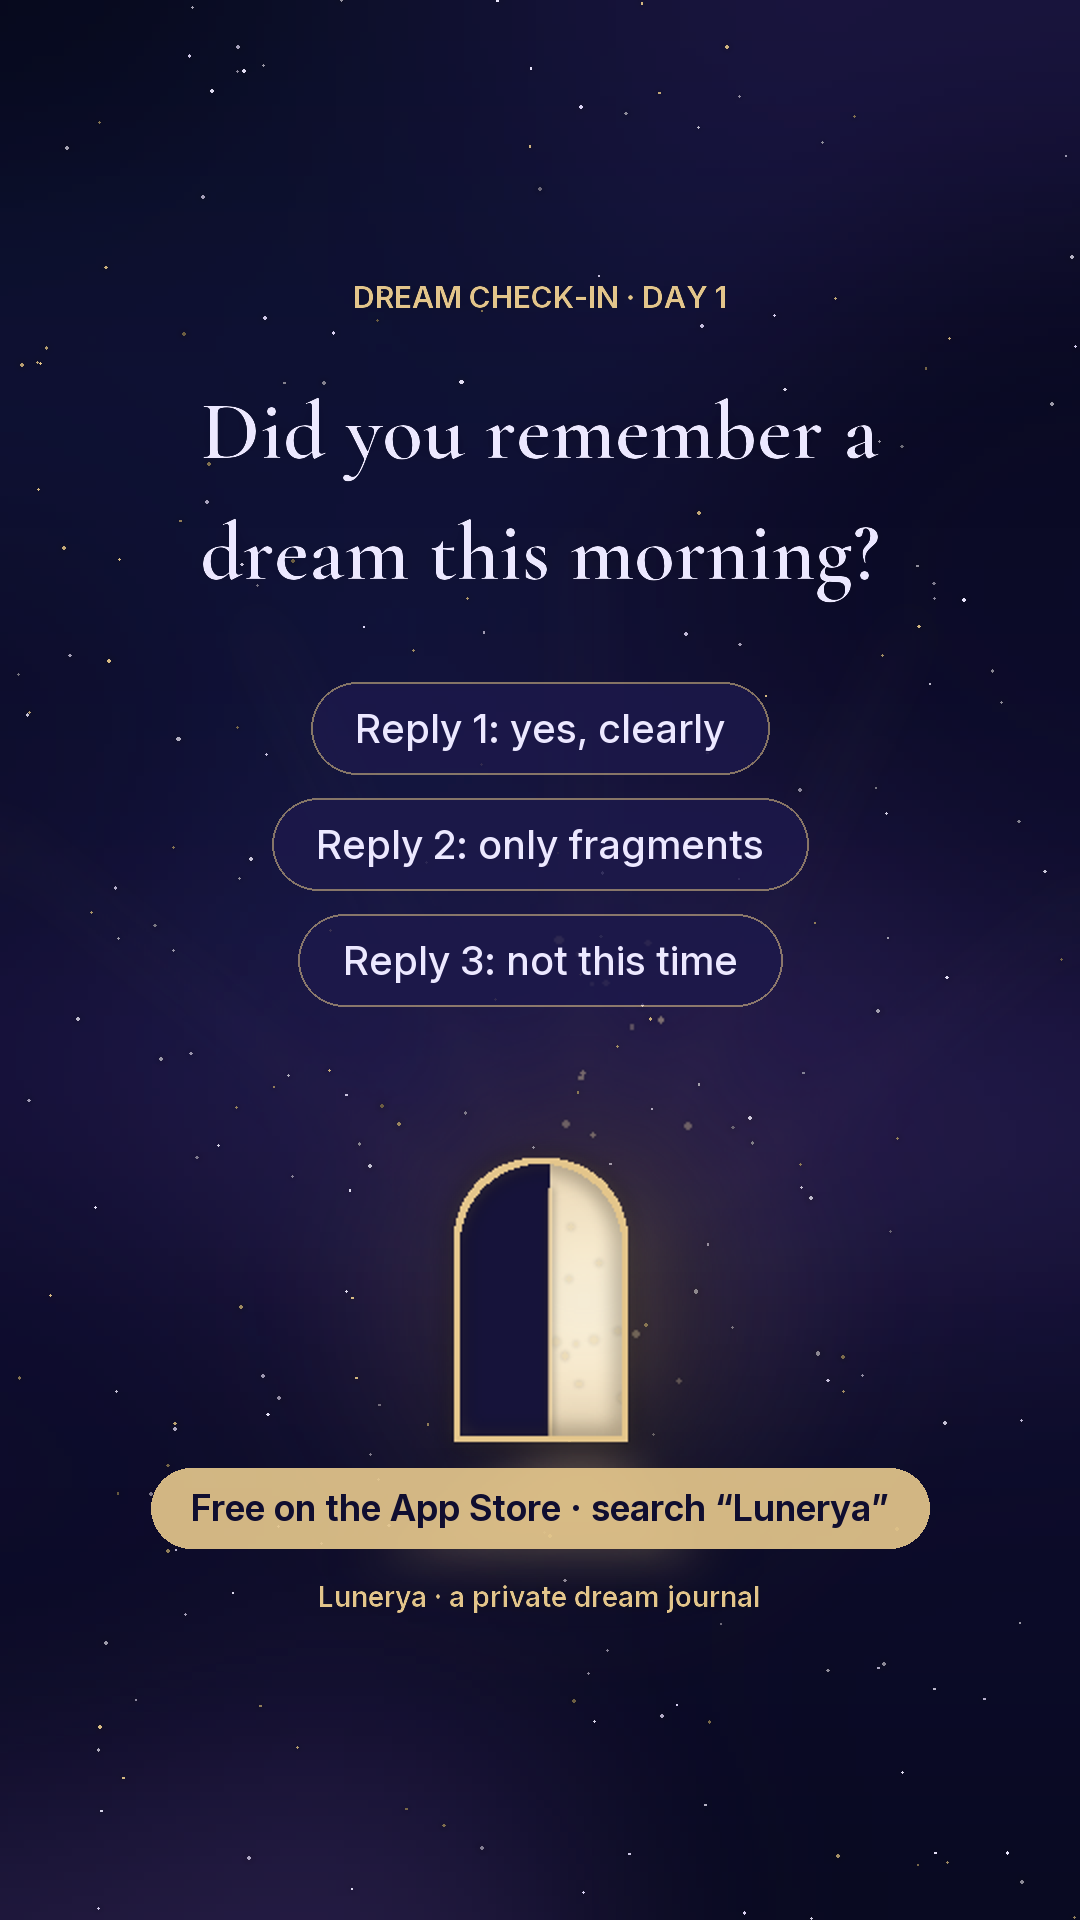 DREAM CHECK-IN · DAY 1
Did you remember a
dream this morning?
Reply 1: yes, clearly
Reply 2: only fragments
Reply 3: not this time
Free on the App Store · search “Lunerya”
Lunerya · a private dream journal